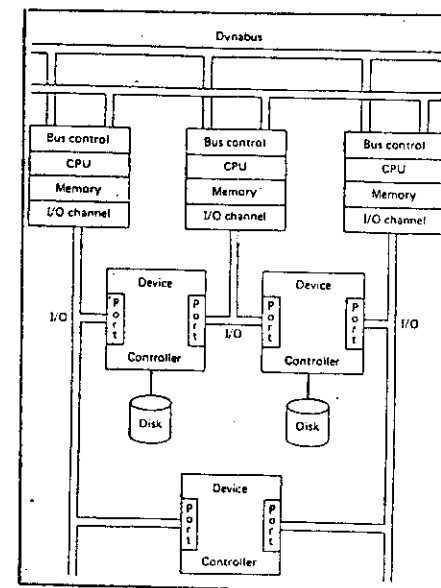 Dynabus
Bus control
CPU
Memory
I/O channel
Bus control
CPU
Memory
I/O channel
Bus control
CPU
Memory
I/O channel
Device
Port
Port
Controller
Device
Port
Port
Controller
I/O
I/O
I/O
Disk
Disk
Device
Port
Port
Controller